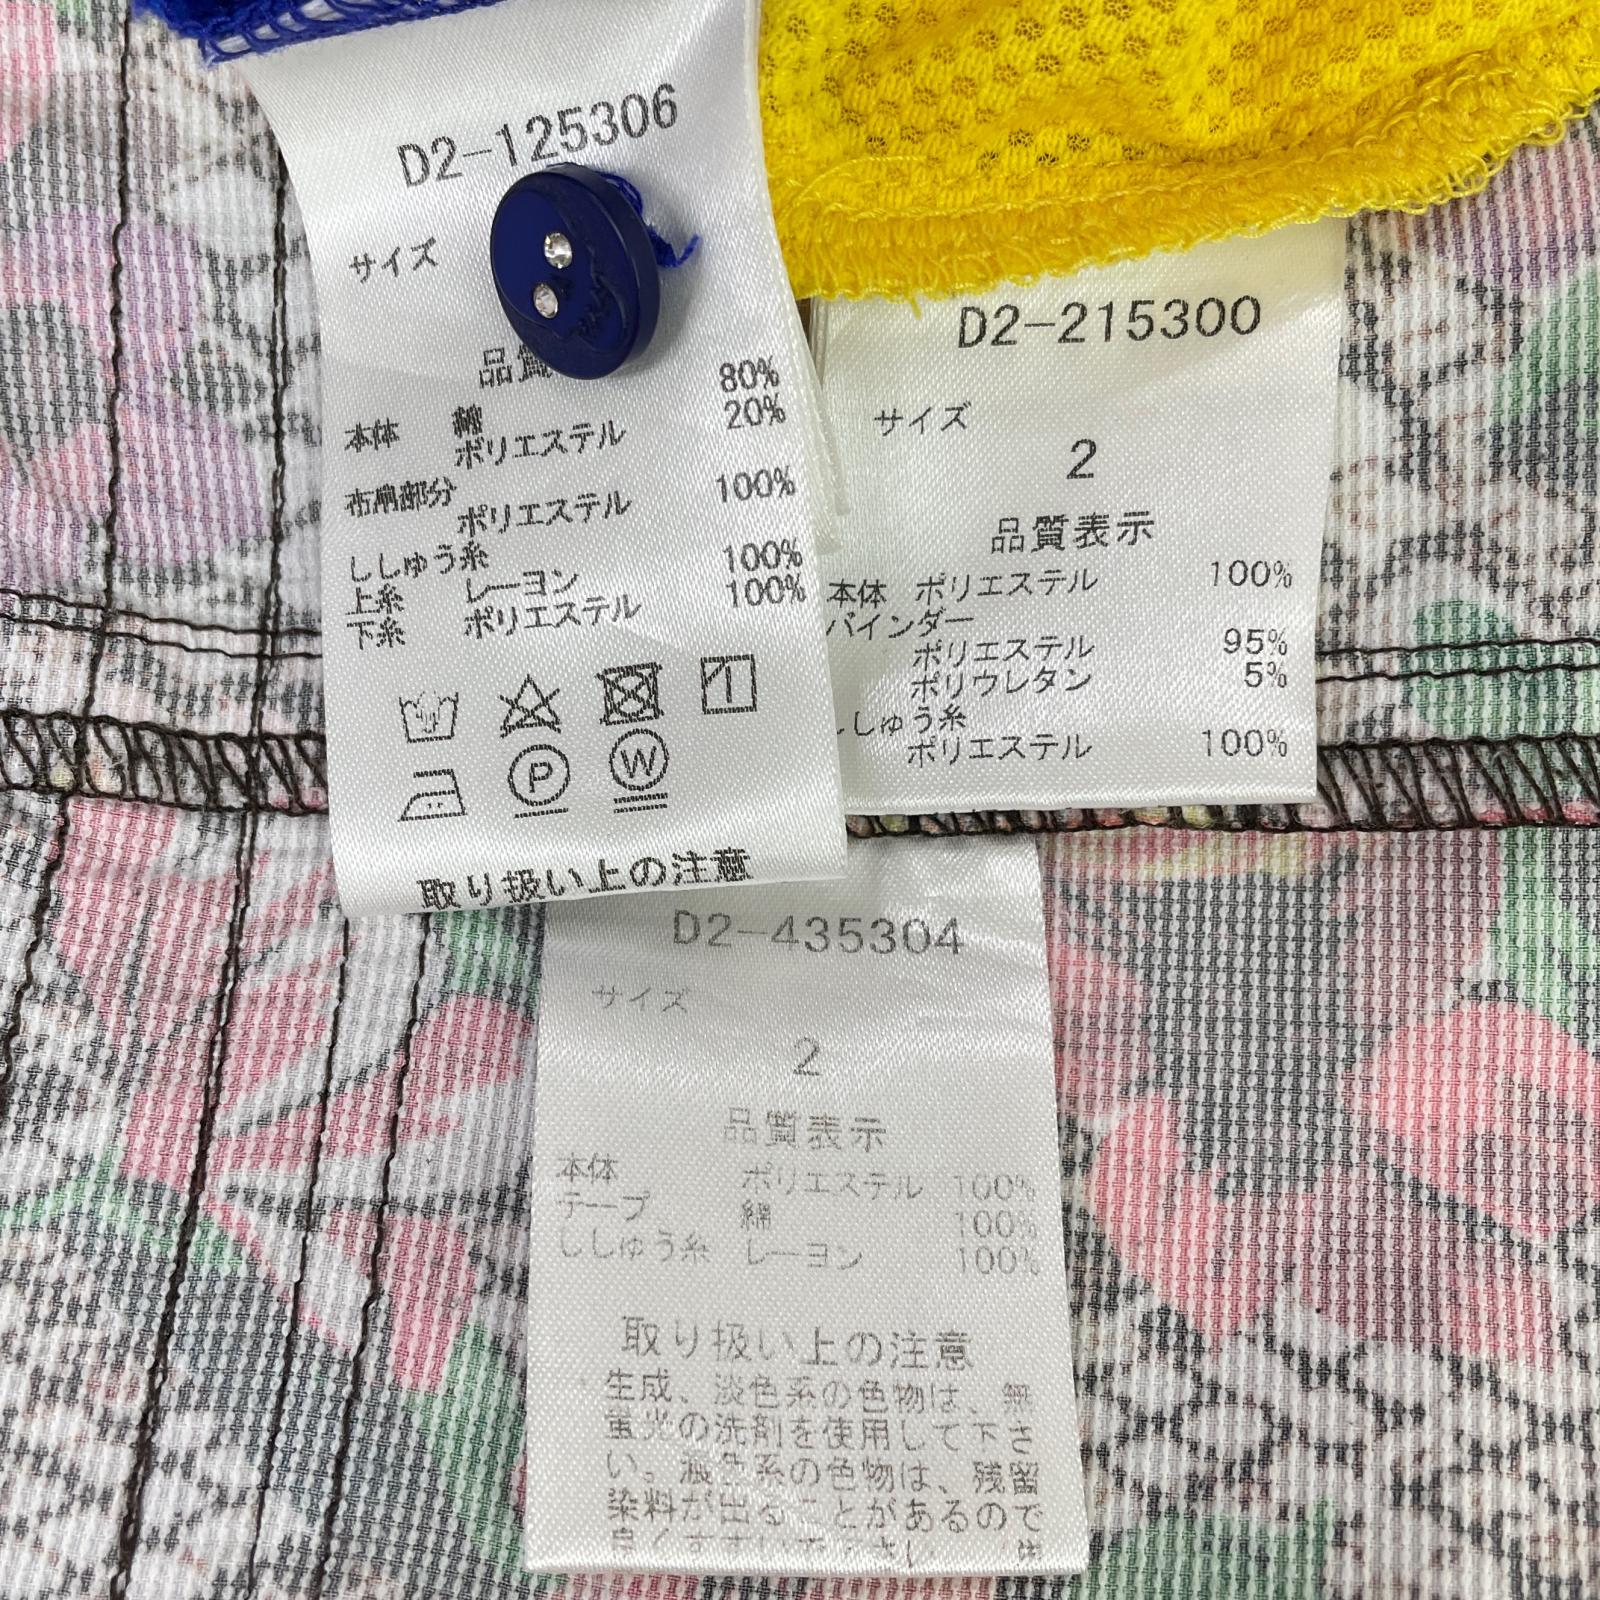 D2-125306
サイズ
品質
80%
本体 綿 20%
ポリエステル
布帛部分 100%
ポリエステル
ししゅう糸 100%
上糸 レーヨン 100%
下糸 ポリエステル
P W
取り扱い上の注意
D2-215300
サイズ
2
品質表示
本体 ポリエステル 100%
バインダー
ポリエステル 95%
ポリウレタン 5%
ししゅう糸
ポリエステル 100%
D2-435304
サイズ
2
品質表示
本体 ポリエステル 100%
テープ 綿 100%
ししゅう糸 レーヨン 100%
取り扱い上の注意
生成、淡色系の色物は、無
蛍光の洗剤を使用して下さ
い。濃色系の色物は、残留
染料が出ることがあるので
良くすすいで